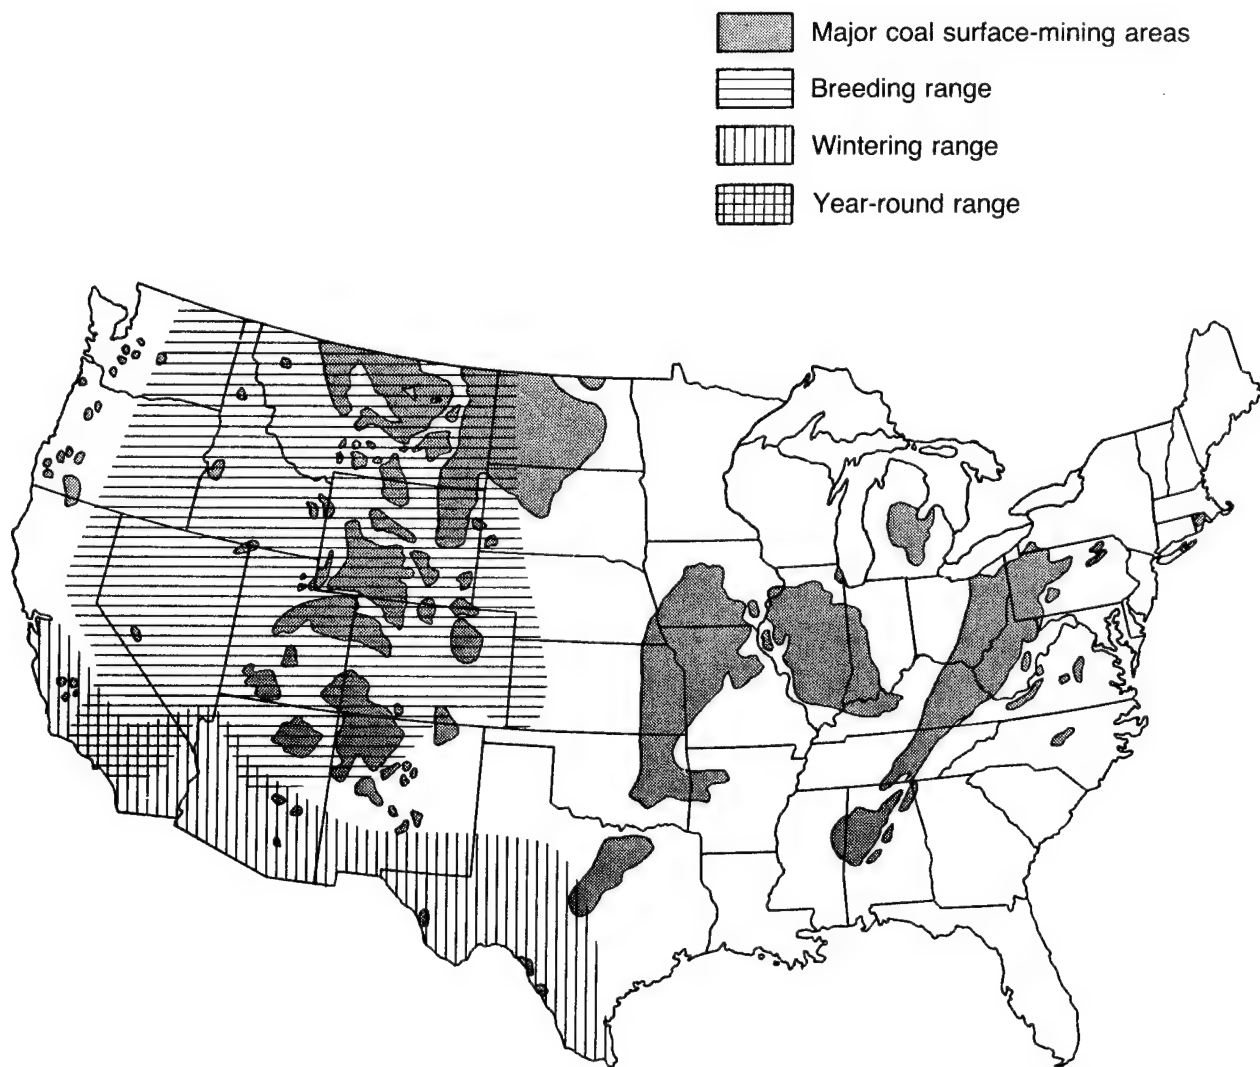 Major coal surface-mining areas
Breeding range
Wintering range
Year-round range